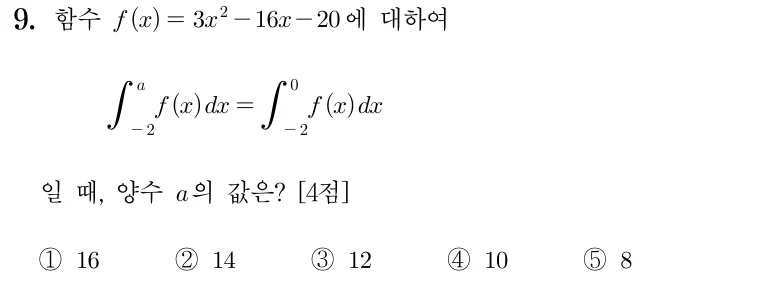 9. 함수 f(x) = 3x² − 16x − 20에 대하여
∫₋₂ᵃ f(x)dx = ∫₋₂⁰ f(x)dx
일 때, 양수 a의 값은? [4점]
① 16 ② 14 ③ 12 ④ 10 ⑤ 8